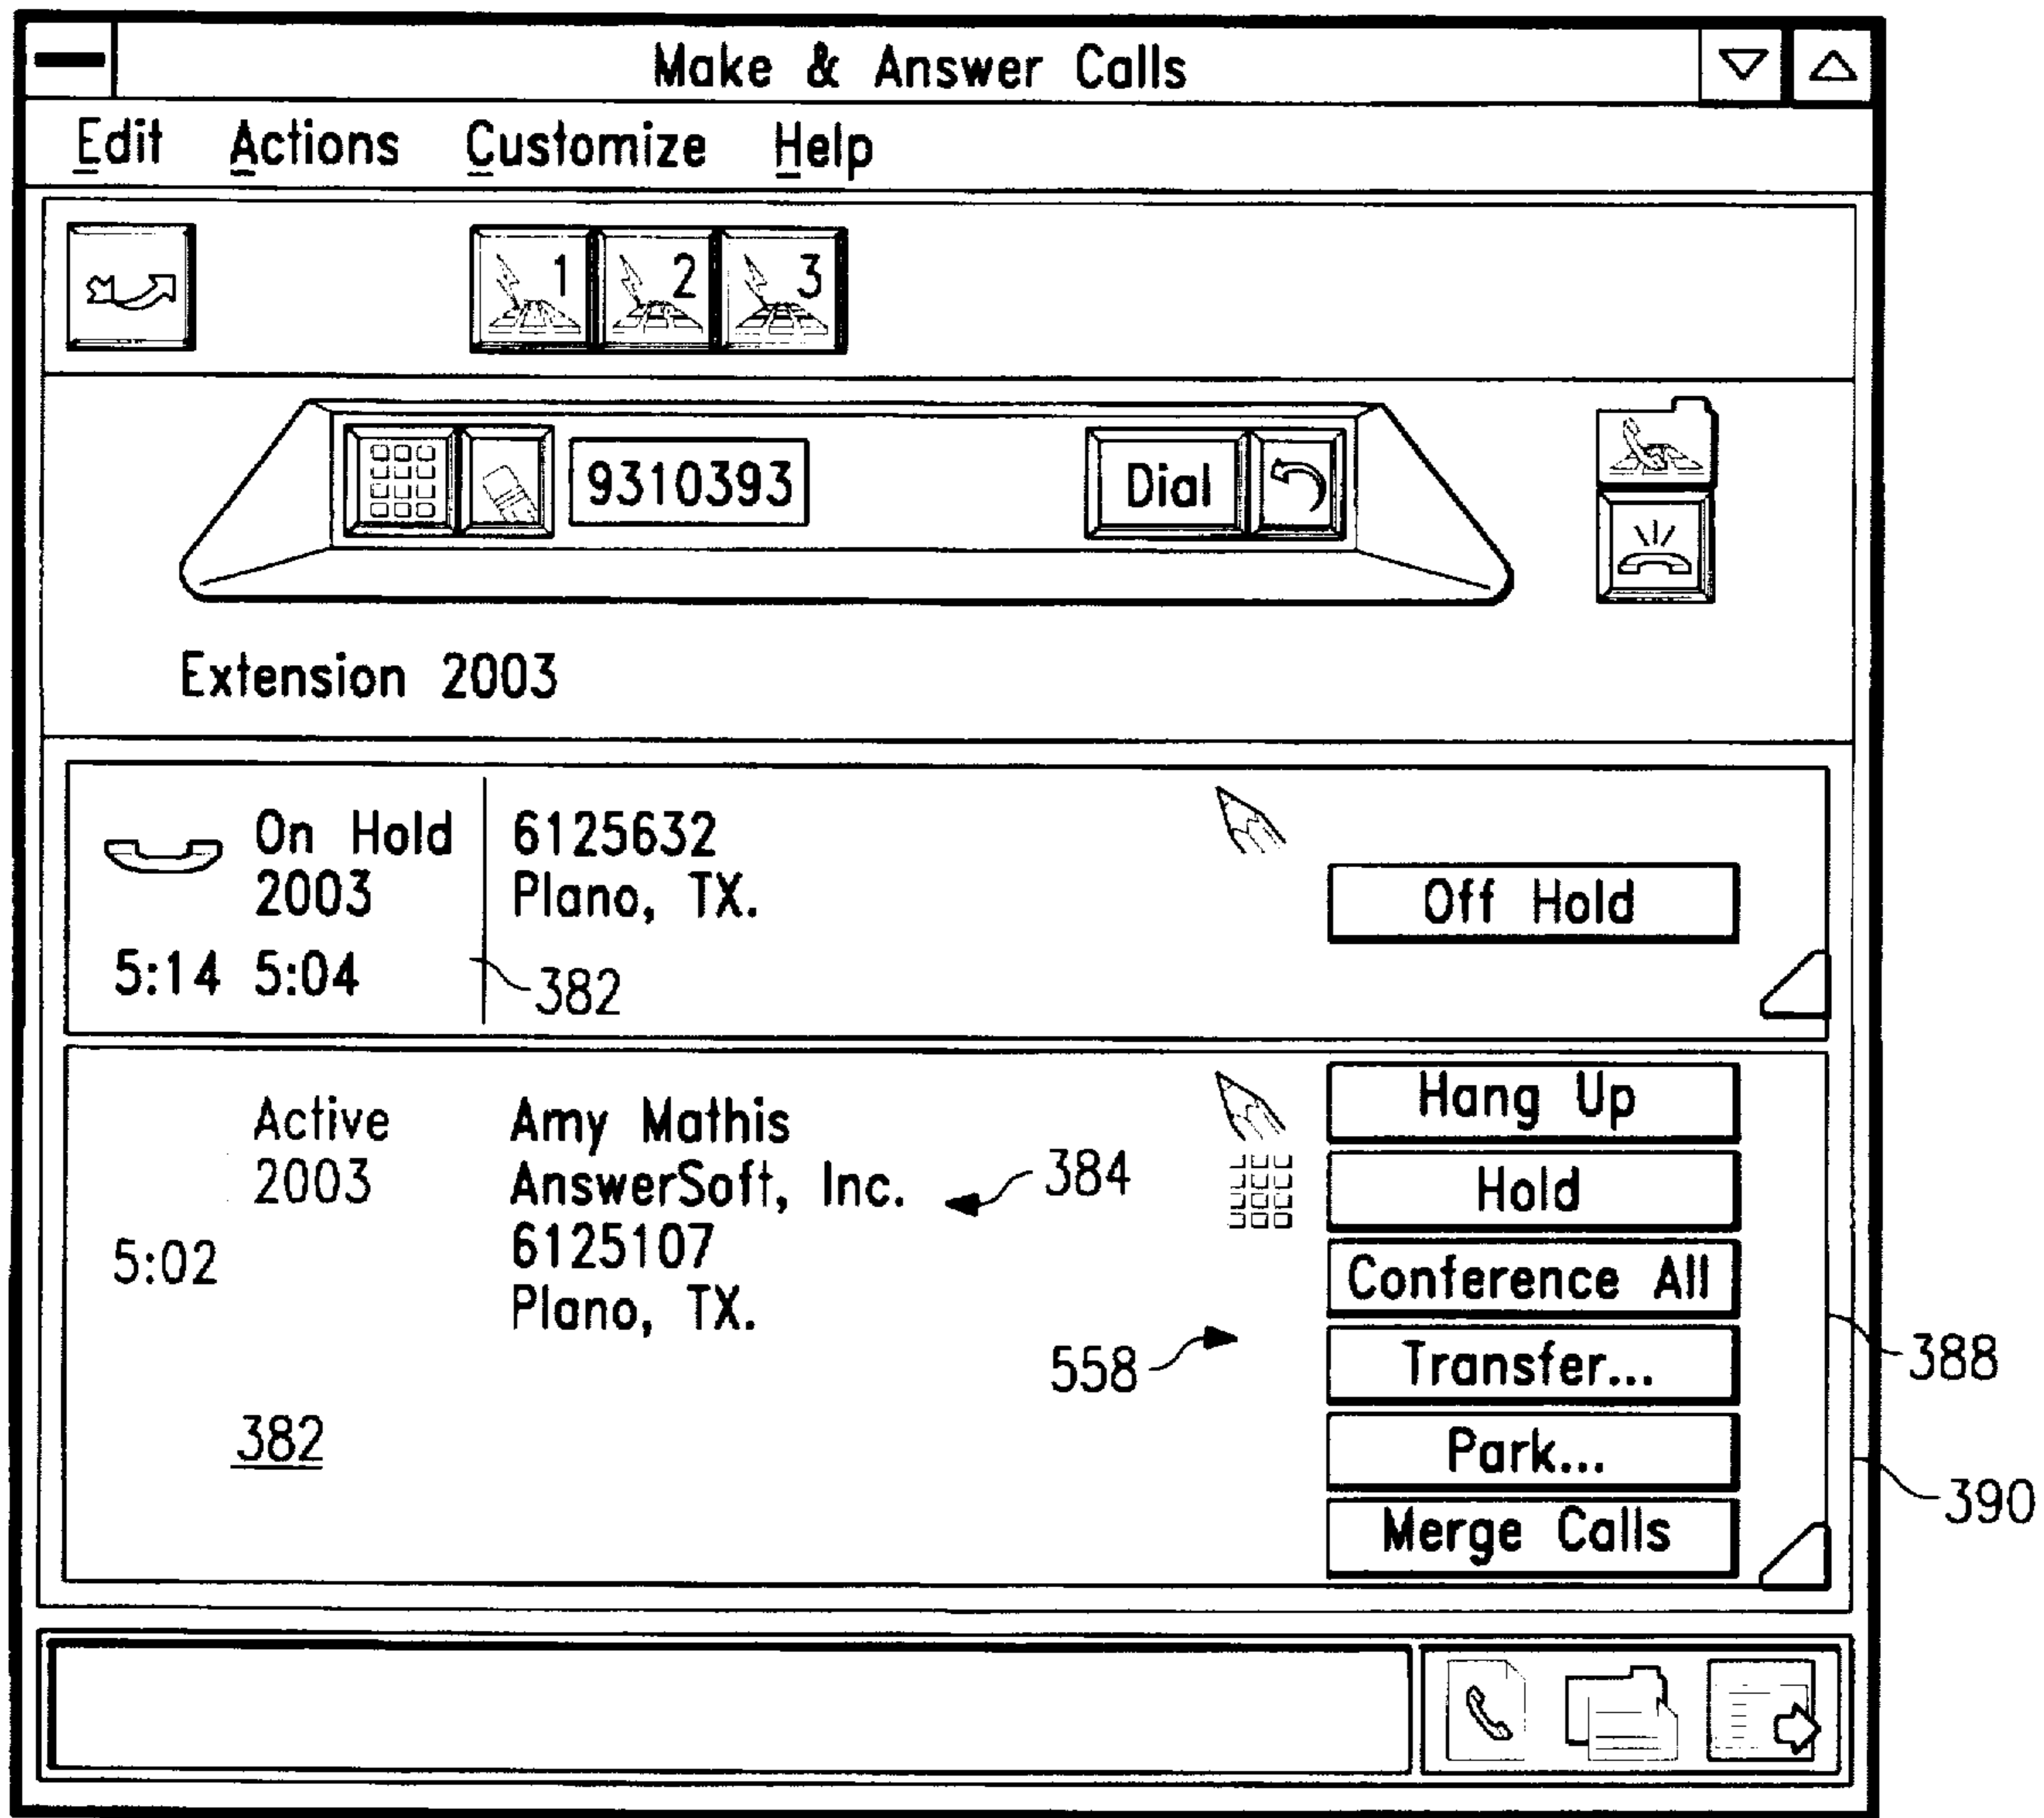 Make & Answer Calls
Edit Actions Customize Help
1 2 3
9310393 Dial
Extension 2003
On Hold 6125632
2003 Plano, TX.
Off Hold
5:14 5:04
382
Active Amy Mathis
2003 AnswerSoft, Inc.
384
5:02 6125107
Plano, TX.
382
Hang Up
Hold
Conference All
558
Transfer...
388
Park...
390
Merge Calls